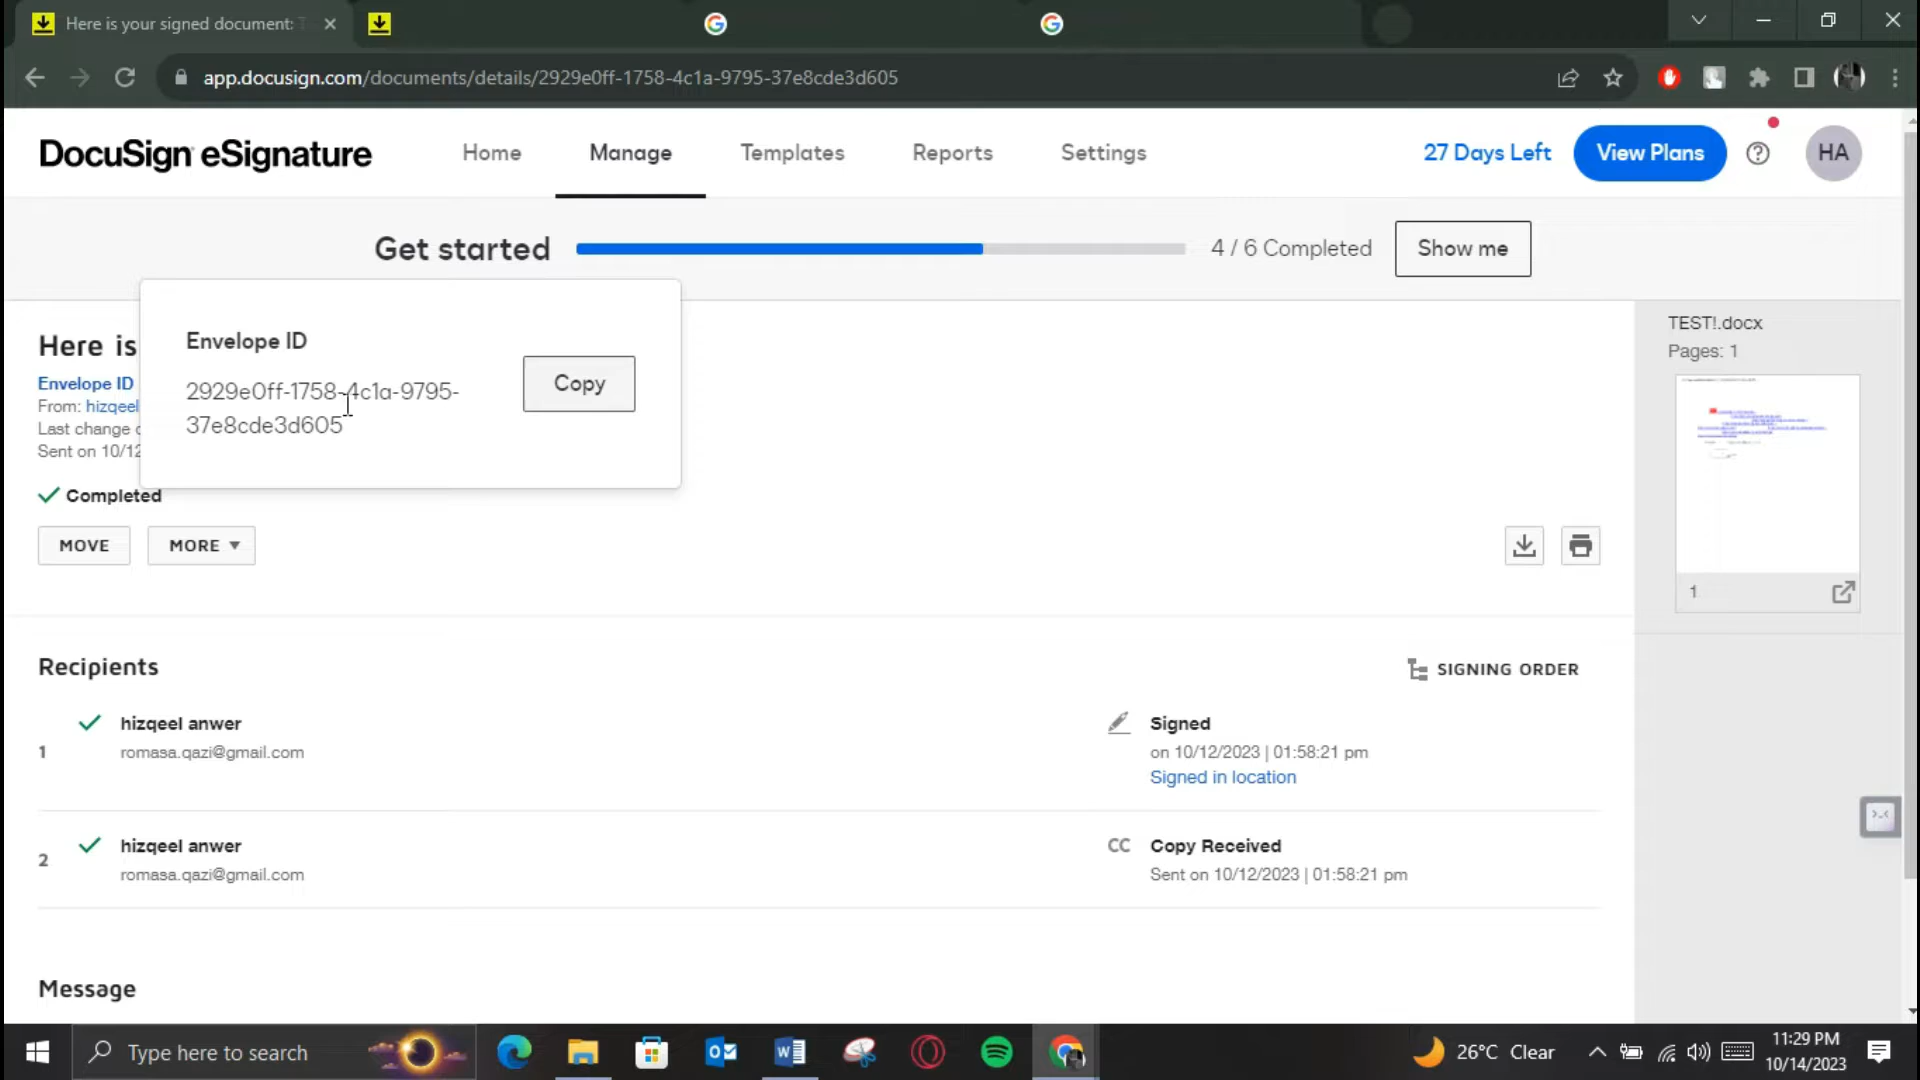 Here is your signed document:
app.docusign.com/documents/details/2929e0ff-1758-4c1a-9795-37e8cde3d605
DocuSign eSignature
Home
Manage
Templates
Reports
Settings
27 Days Left
View Plans
HA
Get started
4 / 6 Completed
Show me
Here is
Envelope ID
From: hizqeel
Last change
Sent on 10/12
Envelope ID
2929e0ff-1758-4c1a-9795-
37e8cde3d605
Copy
Completed
MOVE
MORE
TEST!.docx
Pages: 1
1
Recipients
SIGNING ORDER
1
hizqeel anwer
romasa.qazi@gmail.com
Signed
on 10/12/2023 | 01:58:21 pm
Signed in location
2
hizqeel anwer
romasa.qazi@gmail.com
CC
Copy Received
Sent on 10/12/2023 | 01:58:21 pm
Message
Type here to search
26°C Clear
11:29 PM
10/14/2023